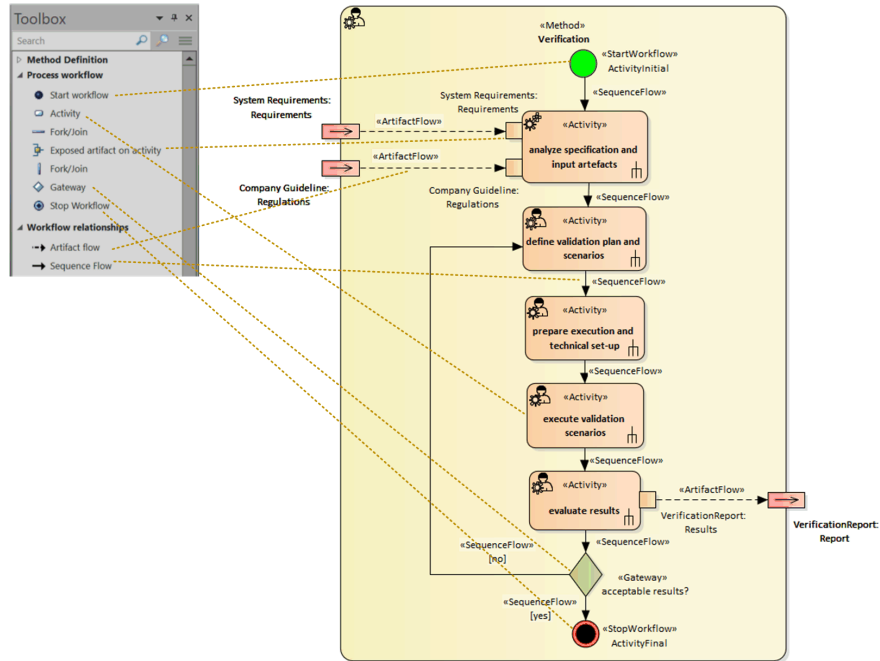 Toolbox
Search
Method Definition
Process workflow
Start workflow
Activity
Fork/Join
Exposed artifact on activity
Fork/Join
Gateway
Stop Workflow
Workflow relationships
Artifact flow
Sequence Flow
«Method»
Verification
«StartWorkflow»
ActivityInitial
«SequenceFlow»
System Requirements:
Requirements
System Requirements:
Requirements
«ArtifactFlow»
«Activity»
analyze specification and
input artefacts
«ArtifactFlow»
Company Guideline:
Regulations
Company Guideline:
Regulations
«SequenceFlow»
«Activity»
define validation plan and
scenarios
«SequenceFlow»
«Activity»
prepare execution and
technical set-up
«SequenceFlow»
«Activity»
execute validation
scenarios
«SequenceFlow»
«Activity»
evaluate results
«ArtifactFlow»
VerificationReport:
Results
VerificationReport:
Report
«SequenceFlow»
«SequenceFlow»
[no]
«Gateway»
acceptable results?
«SequenceFlow»
[yes]
«StopWorkflow»
ActivityFinal